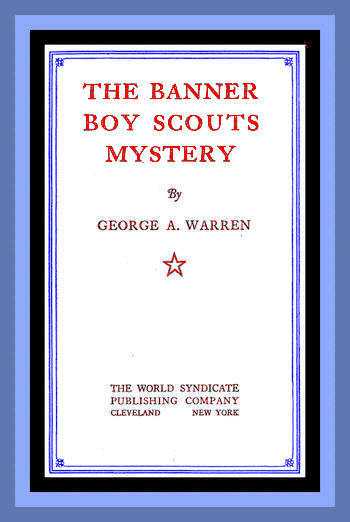 THE BANNER
BOY SCOUTS
MYSTERY
By
GEORGE A. WARREN
THE WORLD SYNDICATE
PUBLISHING COMPANY
CLEVELAND NEW YORK